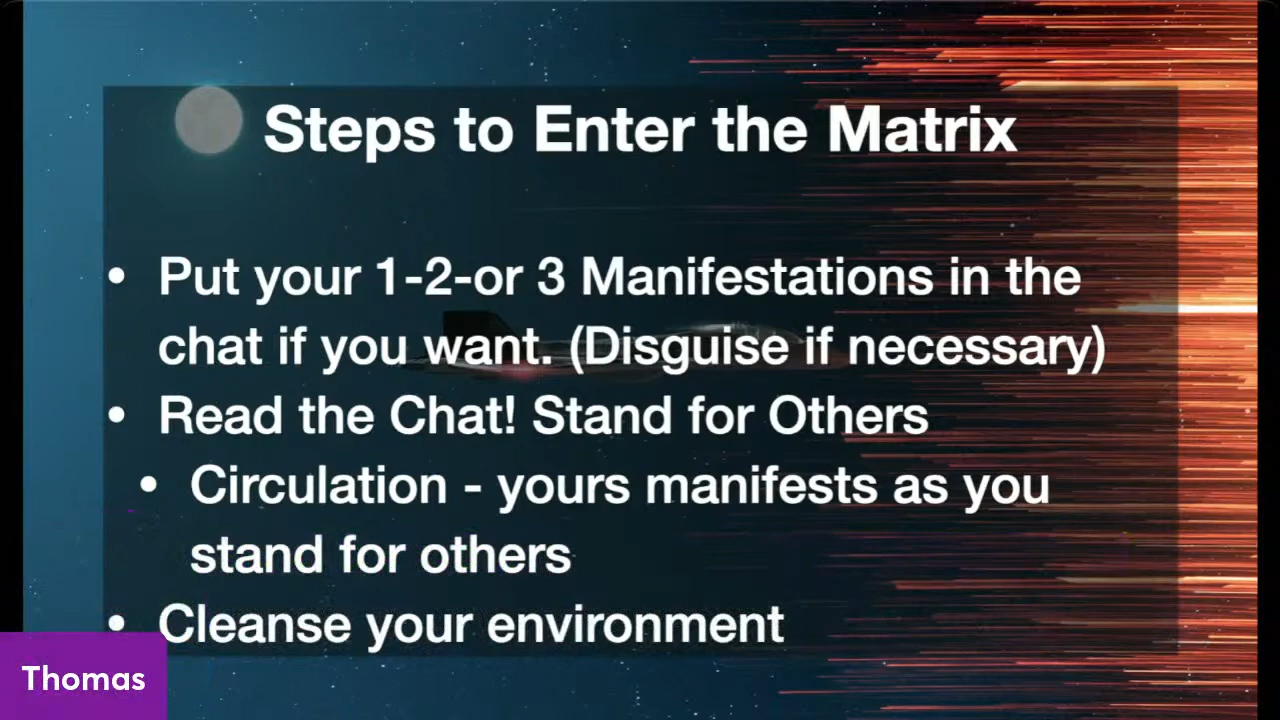 Steps to Enter the Matrix
• Put your 1-2-or 3 Manifestations in the
chat if you want. (Disguise if necessary)
• Read the Chat! Stand for Others
• Circulation - yours manifests as you
stand for others
• Cleanse your environment
Thomas